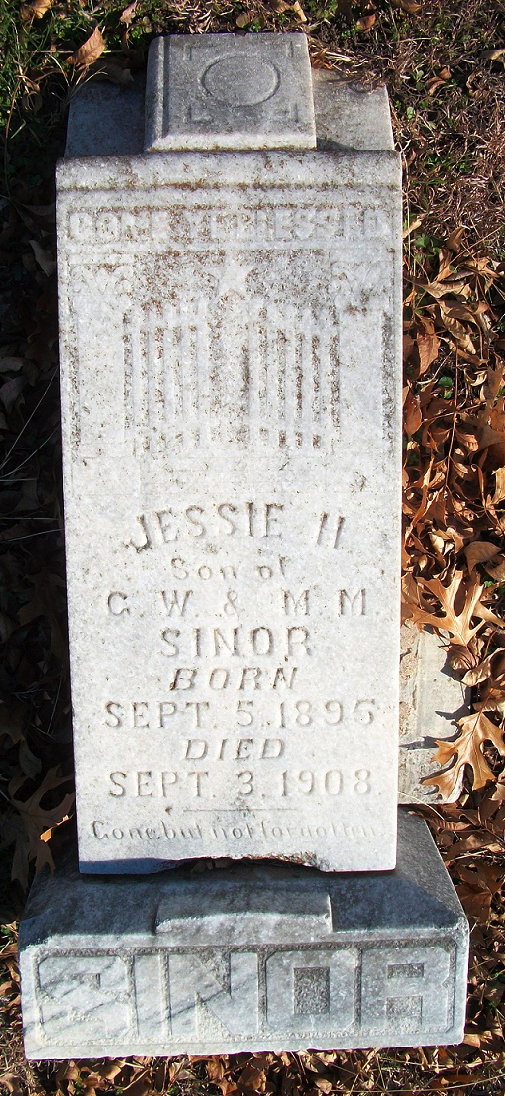 COME YE BLESSED
JESSIE H.
Son of
G. W. & M. M.
SINOR
BORN
SEPT. 5. 1895
DIED
SEPT. 3. 1908.
Gone but not forgotten.
SINOR